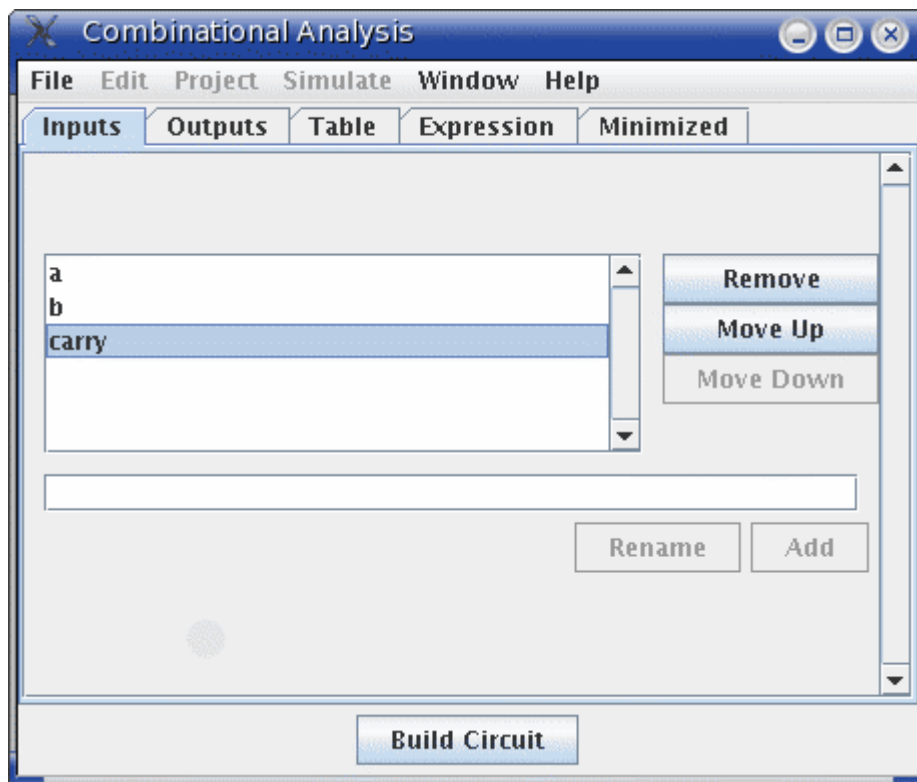 Combinational Analysis
File Edit Project Simulate Window Help
Inputs Outputs Table Expression Minimized
a
b
carry
Remove
Move Up
Move Down
Rename Add
Build Circuit